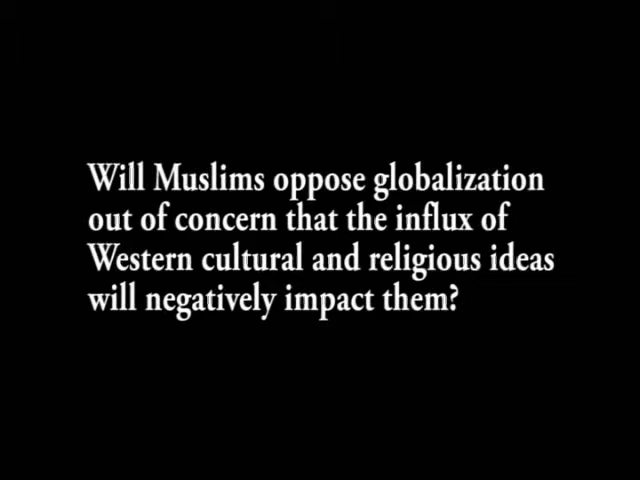 Will Muslims oppose globalization
out of concern that the influx of
Western cultural and religious ideas
will negatively impact them?